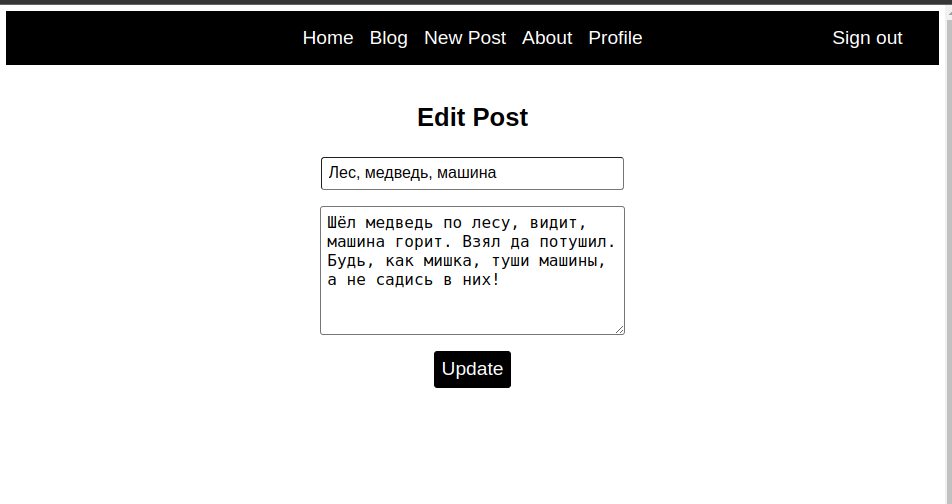 Home Blog New Post About Profile Sign out
Edit Post
Лес, медведь, машина
Шёл медведь по лесу, видит,
машина горит. Взял да потушил.
Будь, как мишка, туши машины,
а не садись в них!
Update